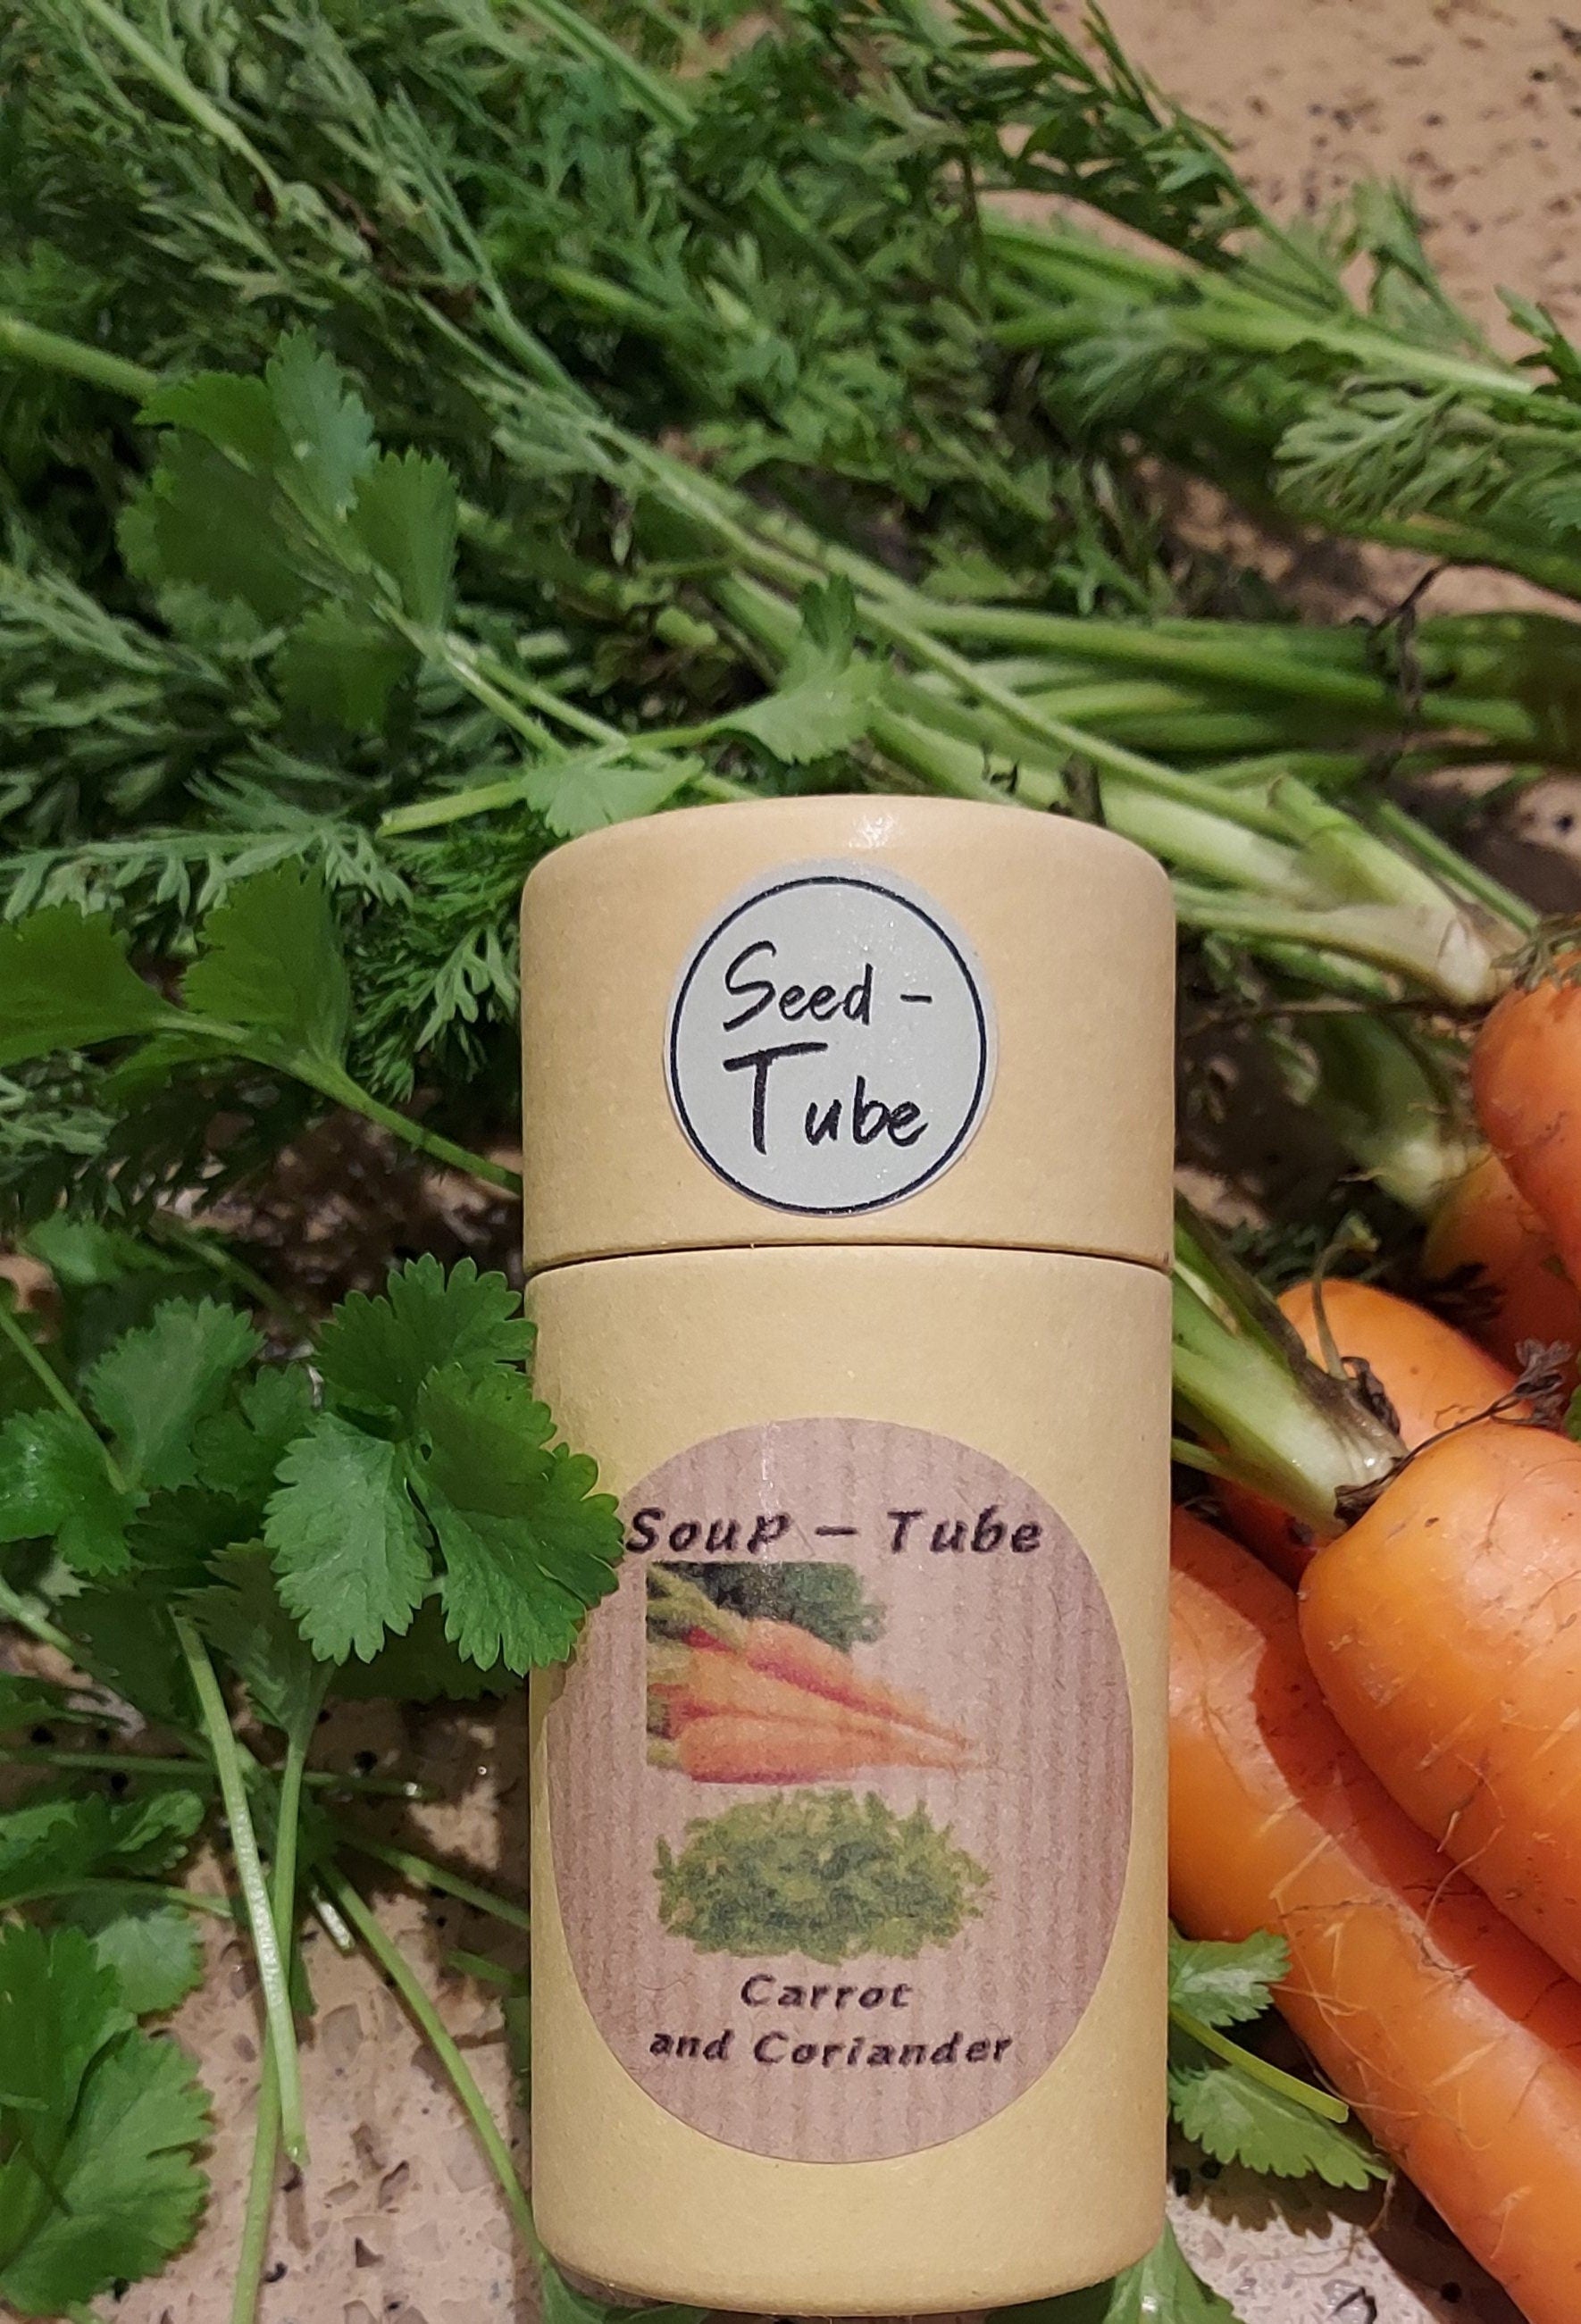 Seed -
Tube
Soup - Tube
Carrot
and Coriander